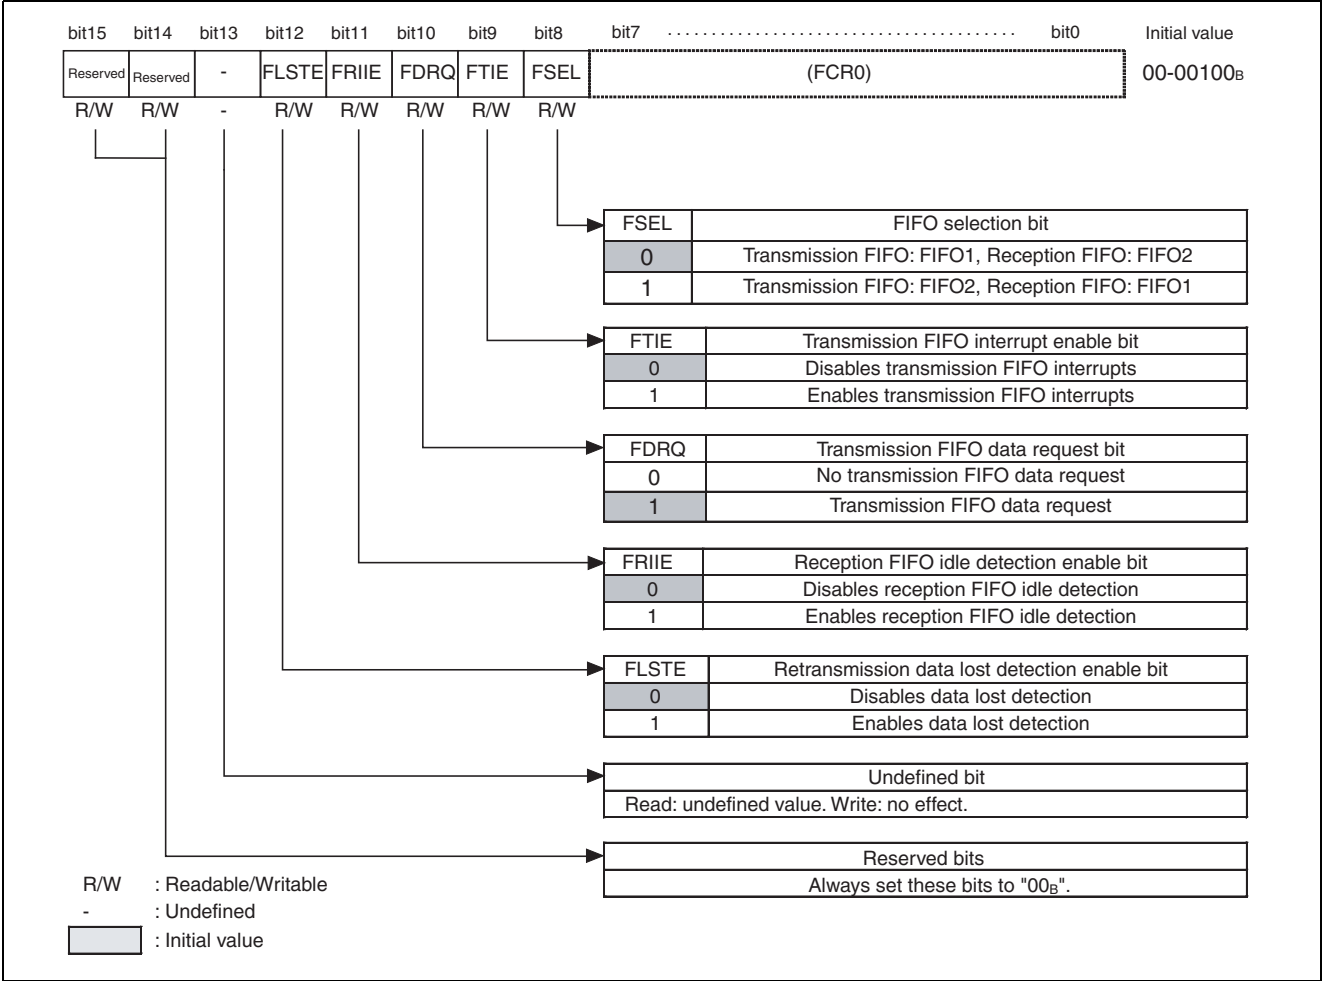 bit15 bit14 bit13 bit12 bit11 bit10 bit9 bit8 bit7 ....................................... bit0 Initial value
Reserved Reserved - FLSTE FRIIE FDRQ FTIE FSEL (FCR0) 00-00100B
R/W R/W - R/W R/W R/W R/W R/W
FSEL FIFO selection bit
0 Transmission FIFO: FIFO1, Reception FIFO: FIFO2
1 Transmission FIFO: FIFO2, Reception FIFO: FIFO1
FTIE Transmission FIFO interrupt enable bit
0 Disables transmission FIFO interrupts
1 Enables transmission FIFO interrupts
FDRQ Transmission FIFO data request bit
0 No transmission FIFO data request
1 Transmission FIFO data request
FRIIE Reception FIFO idle detection enable bit
0 Disables reception FIFO idle detection
1 Enables reception FIFO idle detection
FLSTE Retransmission data lost detection enable bit
0 Disables data lost detection
1 Enables data lost detection
Undefined bit
Read: undefined value. Write: no effect.
Reserved bits
Always set these bits to "00B".
R/W : Readable/Writable
- : Undefined
: Initial value